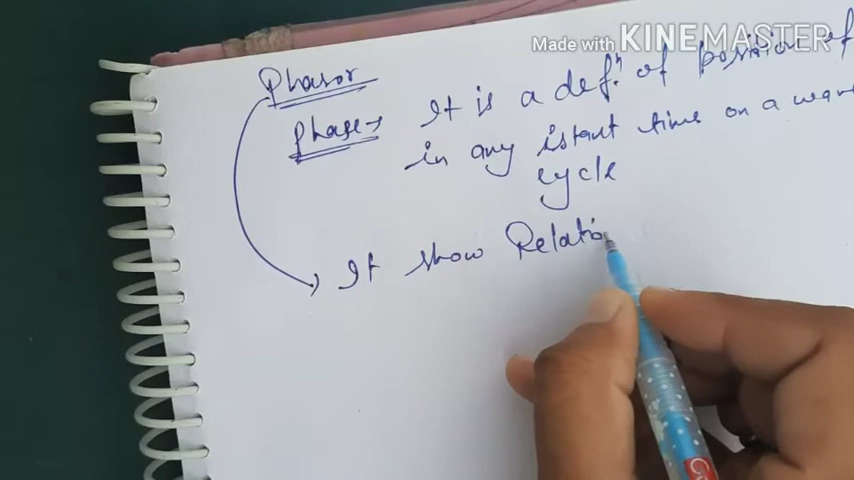 Made with KINEMASTER
Phasor
Phase → It is a def.n of position of
in any istant time on a wave
cycle
It show Relatio